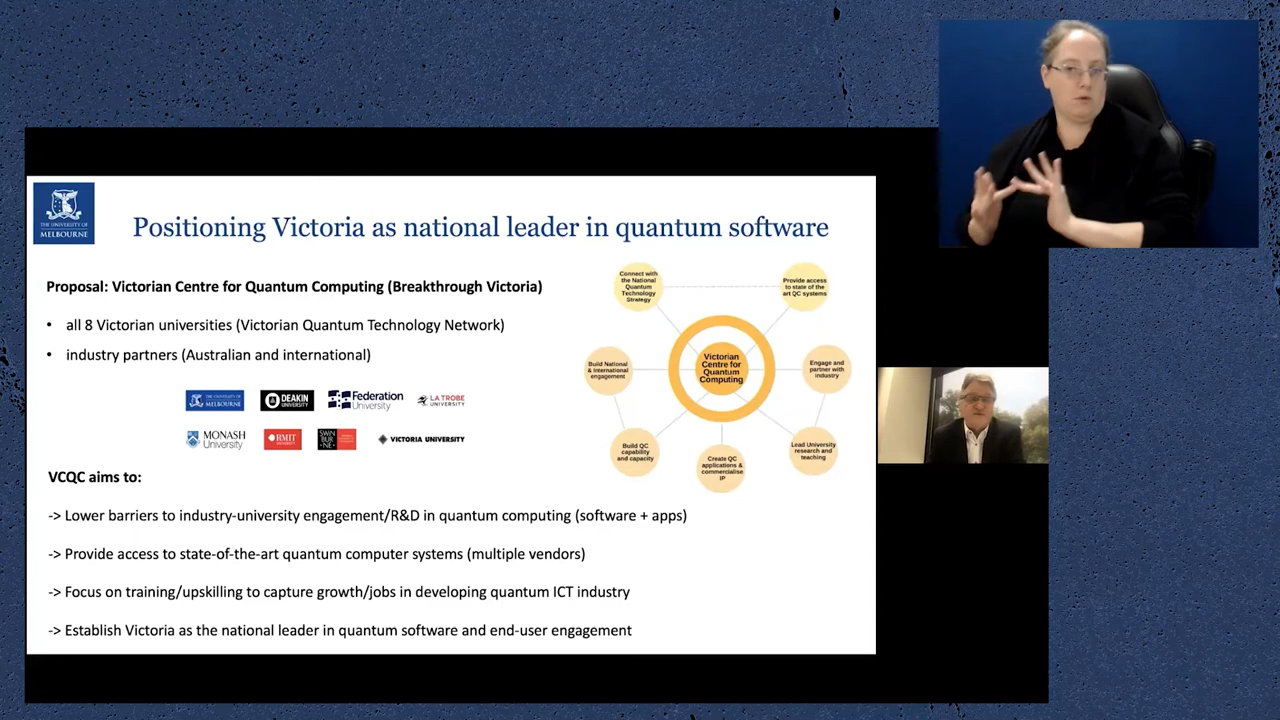 THE UNIVERSITY OF
MELBOURNE
Positioning Victoria as national leader in quantum software
Proposal: Victorian Centre for Quantum Computing (Breakthrough Victoria)
• all 8 Victorian universities (Victorian Quantum Technology Network)
• industry partners (Australian and international)
THE UNIVERSITY OF
MELBOURNE
DEAKIN
UNIVERSITY
Federation
University
LA TROBE
UNIVERSITY
MONASH
University
RMIT
UNIVERSITY
SWIN
BUR
NE
VICTORIA UNIVERSITY
Connect with
the National
Quantum
Technology
Strategy
Provide access
to state of the
art QC systems
Build National
& International
engagement
Victorian
Centre for
Quantum
Computing
Engage and
partner with
industry
Build QC
capability
and capacity
Create QC
applications &
commercialise
IP
Lead University
research and
teaching
VCQC aims to:
-> Lower barriers to industry-university engagement/R&D in quantum computing (software + apps)
-> Provide access to state-of-the-art quantum computer systems (multiple vendors)
-> Focus on training/upskilling to capture growth/jobs in developing quantum ICT industry
-> Establish Victoria as the national leader in quantum software and end-user engagement